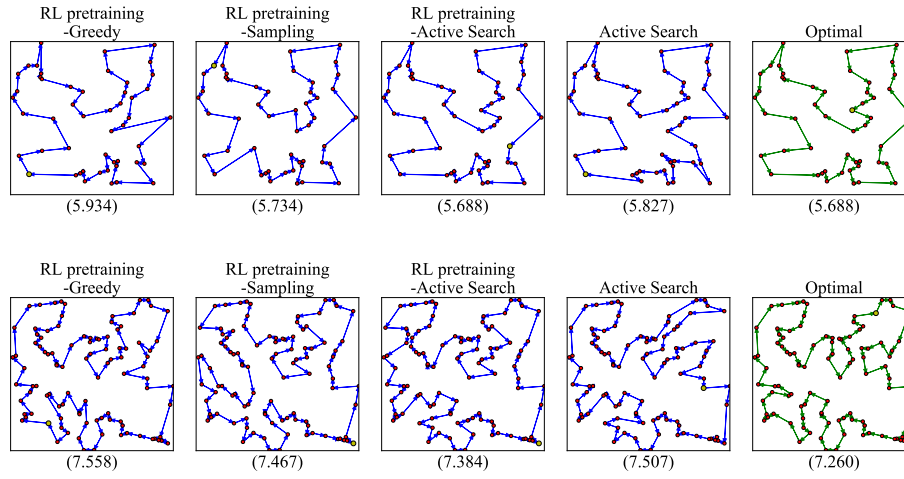 RL pretraining
-Greedy
RL pretraining
-Sampling
RL pretraining
-Active Search
Active Search
Optimal
(5.934)
(5.734)
(5.688)
(5.827)
(5.688)
RL pretraining
-Greedy
RL pretraining
-Sampling
RL pretraining
-Active Search
Active Search
Optimal
(7.558)
(7.467)
(7.384)
(7.507)
(7.260)